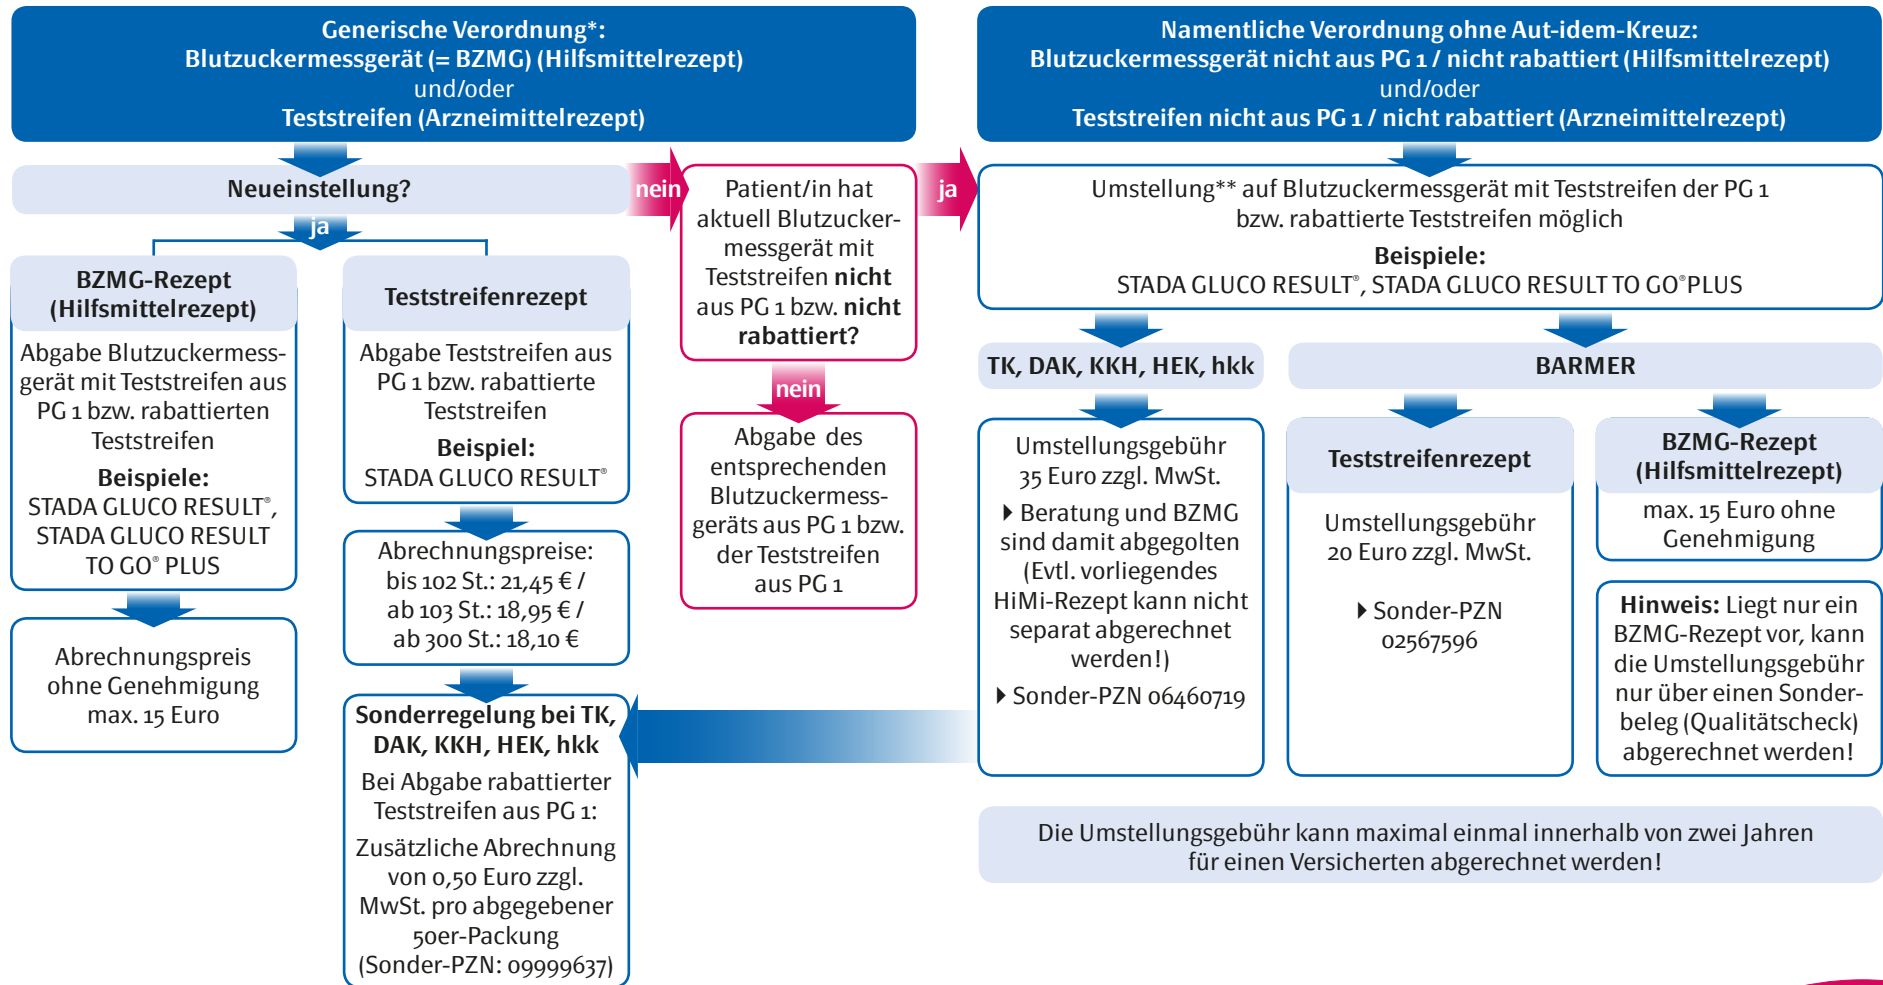 Generische Verordnung*:
Blutzuckermessgerät (= BZMG) (Hilfsmittelrezept)
und/oder
Teststreifen (Arzneimittelrezept)
Neueinstellung?
ja
BZMG-Rezept
(Hilfsmittelrezept)
Abgabe Blutzuckermess-
gerät mit Teststreifen aus
PG 1 bzw. rabattierten
Teststreifen
Beispiele:
STADA GLUCO RESULT®,
STADA GLUCO RESULT
TO GO® PLUS
Abrechnungspreis
ohne Genehmigung
max. 15 Euro
Teststreifenrezept
Abgabe Teststreifen aus
PG 1 bzw. rabattierte
Teststreifen
Beispiel:
STADA GLUCO RESULT®
Abrechnungspreise:
bis 102 St.: 21,45 € /
ab 103 St.: 18,95 € /
ab 300 St.: 18,10 €
Sonderregelung bei TK,
DAK, KKH, HEK, hkk
Bei Abgabe rabattierter
Teststreifen aus PG 1:
Zusätzliche Abrechnung
von 0,50 Euro zzgl.
MwSt. pro abgegebener
50er-Packung
(Sonder-PZN: 09999637)
nein
Patient/in hat
aktuell Blutzucker-
messgerät mit
Teststreifen nicht
aus PG 1 bzw. nicht
rabattiert?
nein
Abgabe des
entsprechenden
Blutzuckermess-
geräts aus PG 1 bzw.
der Teststreifen
aus PG 1
ja
Namentliche Verordnung ohne Aut-idem-Kreuz:
Blutzuckermessgerät nicht aus PG 1 / nicht rabattiert (Hilfsmittelrezept)
und/oder
Teststreifen nicht aus PG 1 / nicht rabattiert (Arzneimittelrezept)
Umstellung** auf Blutzuckermessgerät mit Teststreifen der PG 1
bzw. rabattierte Teststreifen möglich
Beispiele:
STADA GLUCO RESULT®, STADA GLUCO RESULT TO GO®PLUS
TK, DAK, KKH, HEK, hkk
Umstellungsgebühr
35 Euro zzgl. MwSt.
▸ Beratung und BZMG
sind damit abgegolten
(Evtl. vorliegendes
HiMi-Rezept kann nicht
separat abgerechnet
werden!)
▸ Sonder-PZN 06460719
BARMER
Teststreifenrezept
Umstellungsgebühr
20 Euro zzgl. MwSt.
▸ Sonder-PZN
02567596
BZMG-Rezept
(Hilfsmittelrezept)
max. 15 Euro ohne
Genehmigung
Hinweis: Liegt nur ein
BZMG-Rezept vor, kann
die Umstellungsgebühr
nur über einen Sonder-
beleg (Qualitätscheck)
abgerechnet werden!
Die Umstellungsgebühr kann maximal einmal innerhalb von zwei Jahren
für einen Versicherten abgerechnet werden!